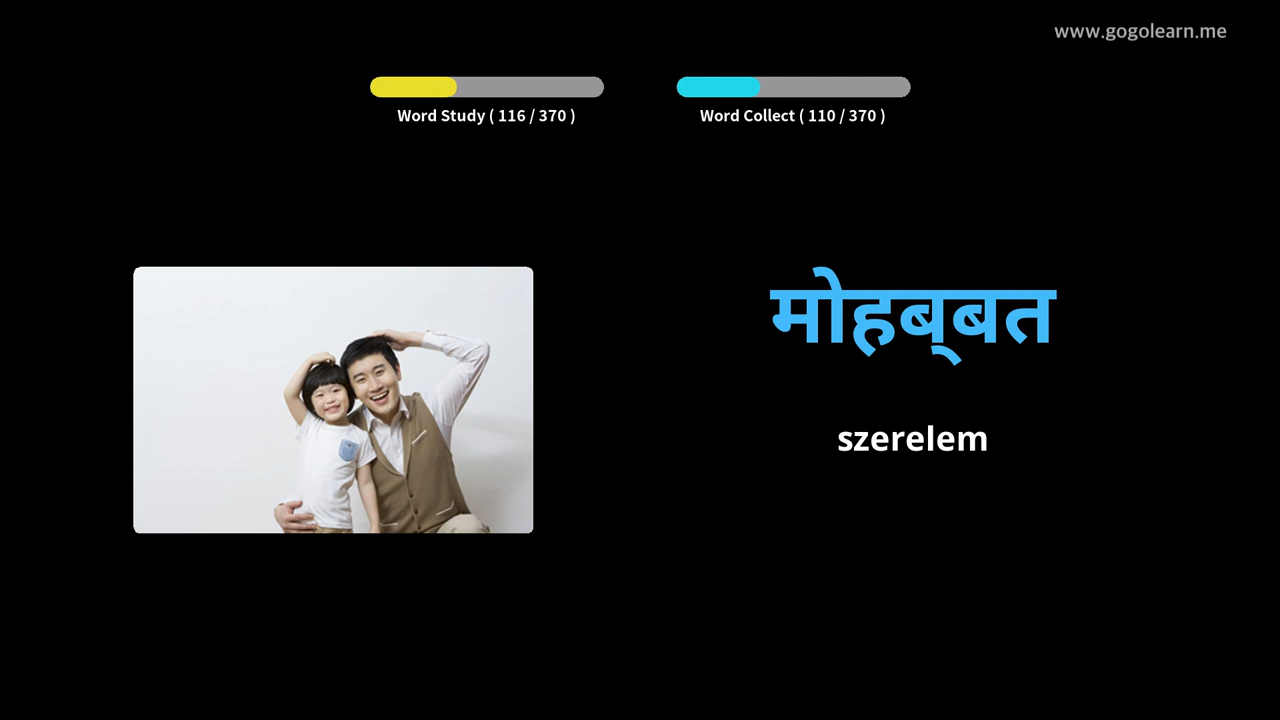 www.gogolearn.me
Word Study ( 116 / 370 )
Word Collect ( 110 / 370 )
मोहब्बत
szerelem